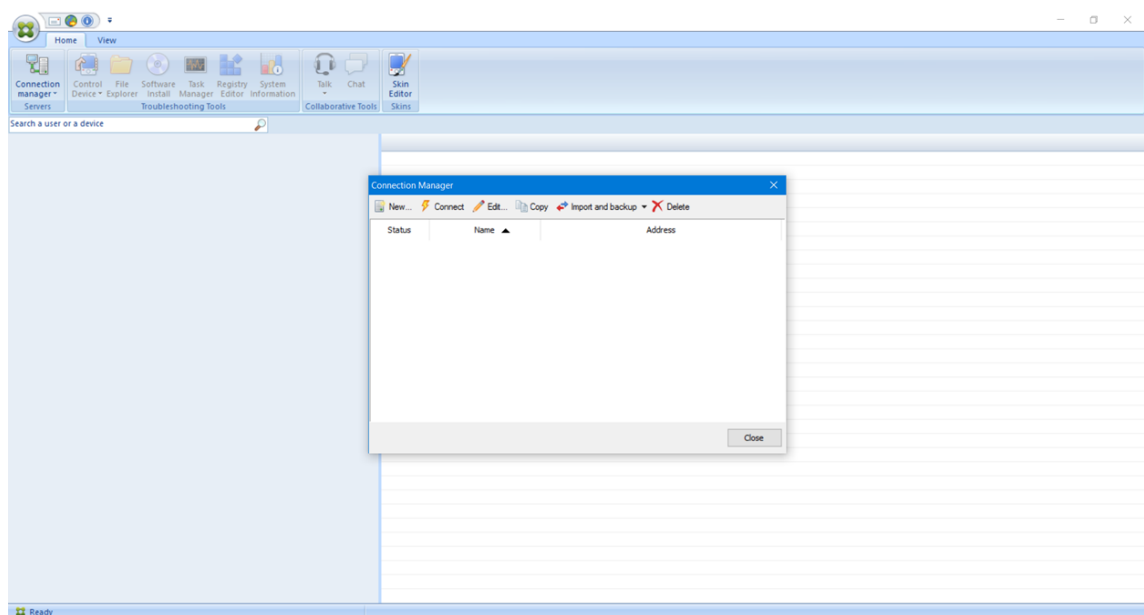 Home View
Connection manager
Control Device
File Explorer
Software Install
Task Manager
Registry Editor
System Information
Talk
Chat
Skin Editor
Servers
Troubleshooting Tools
Collaborative Tools
Skins
Search a user or a device
Connection Manager
New... Connect Edit... Copy Import and backup Delete
Status Name Address
Close
Ready